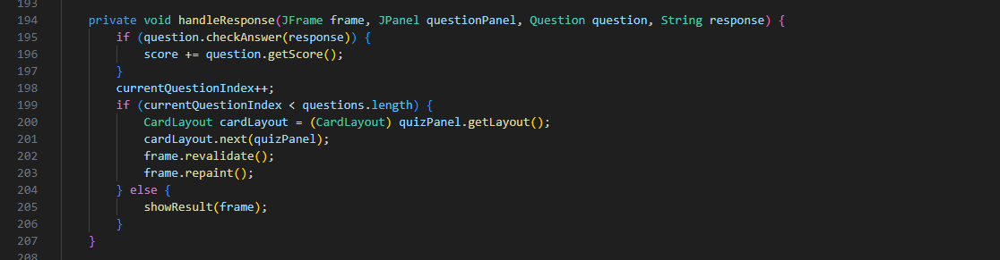 193
194 private void handleResponse(JFrame frame, JPanel questionPanel, Question question, String response) {
195 if (question.checkAnswer(response)) {
196 score += question.getScore();
197 }
198 currentQuestionIndex++;
199 if (currentQuestionIndex < questions.length) {
200 CardLayout cardLayout = (CardLayout) quizPanel.getLayout();
201 cardLayout.next(quizPanel);
202 frame.revalidate();
203 frame.repaint();
204 } else {
205 showResult(frame);
206 }
207 }
208